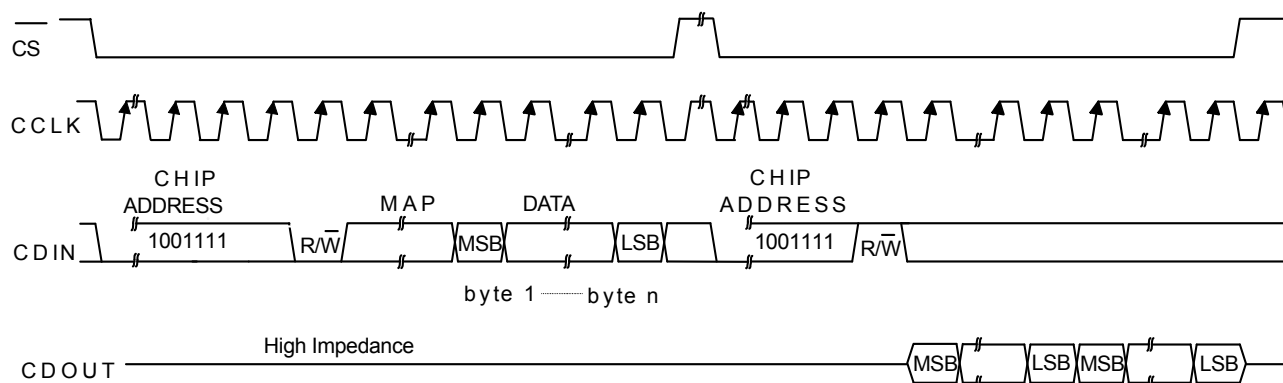 CS
CCLK
CHIP
ADDRESS
MAP
DATA
CHIP
ADDRESS
CDIN
1001111
R/W
MSB
LSB
1001111
R/W
byte 1 byte n
High Impedance
CDOUT
MSB
LSB
MSB
LSB